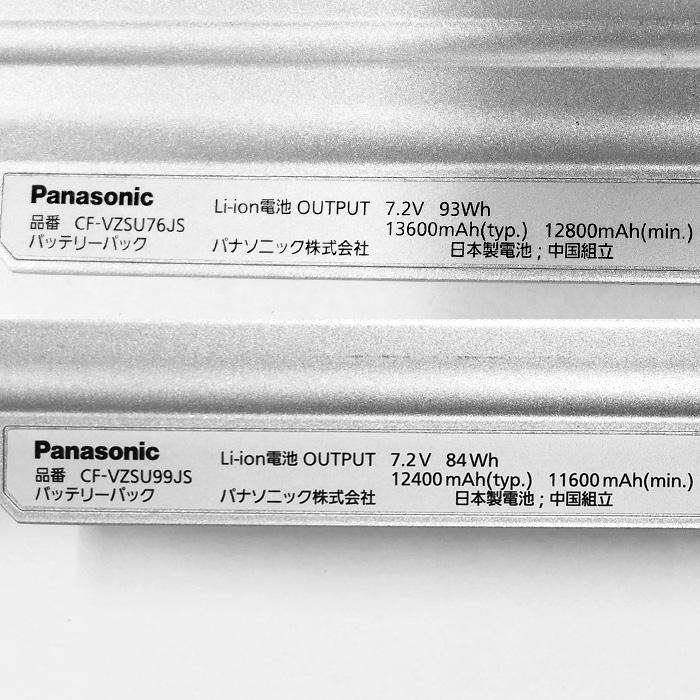 Panasonic
品番 CF-VZSU76JS
バッテリーパック
Li-ion電池 OUTPUT 7.2V 93Wh
13600mAh(typ.) 12800mAh(min.)
パナソニック株式会社 日本製電池 ; 中国組立
Panasonic
品番 CF-VZSU99JS
バッテリーパック
Li-ion電池 OUTPUT 7.2V 84Wh
12400mAh(typ.) 11600mAh(min.)
パナソニック株式会社 日本製電池 ; 中国組立